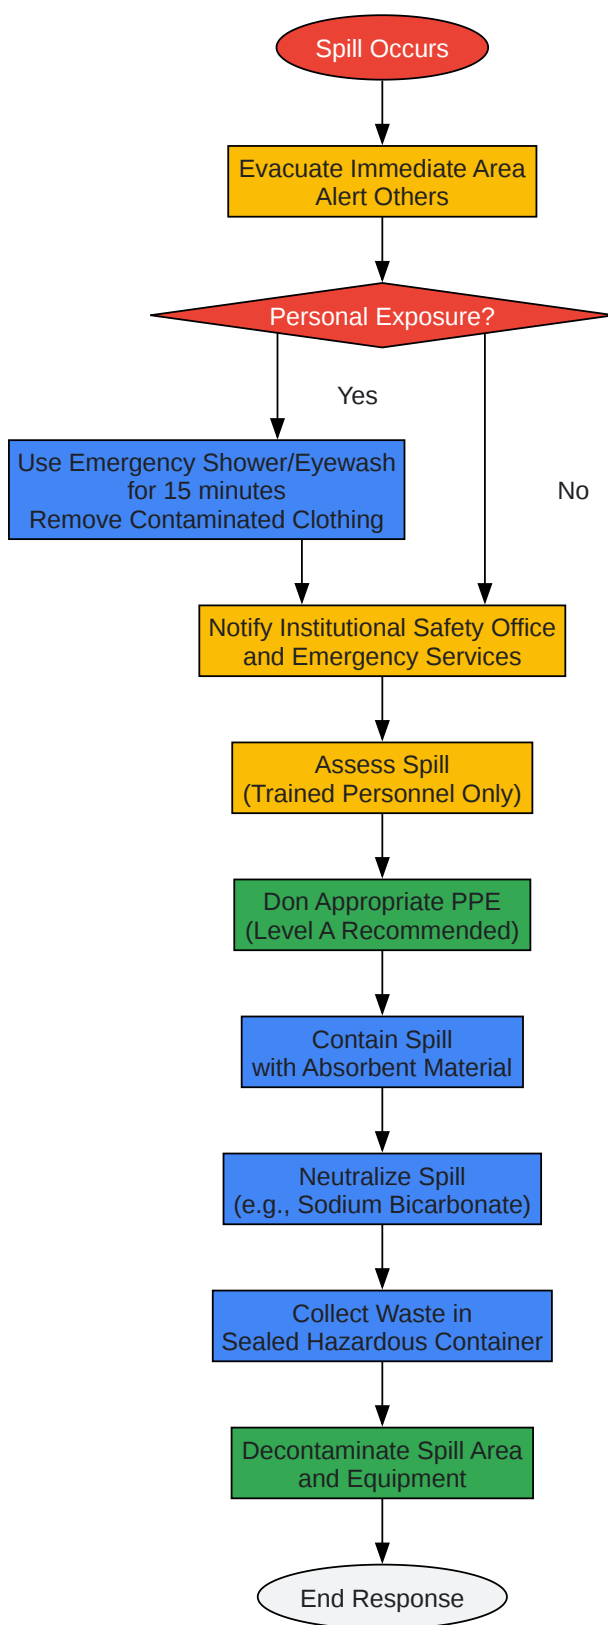 Spill Occurs
Evacuate Immediate Area
Alert Others
Personal Exposure?
Yes
Use Emergency Shower/Eyewash
for 15 minutes
Remove Contaminated Clothing
No
Notify Institutional Safety Office
and Emergency Services
Assess Spill
(Trained Personnel Only)
Don Appropriate PPE
(Level A Recommended)
Contain Spill
with Absorbent Material
Neutralize Spill
(e.g., Sodium Bicarbonate)
Collect Waste in
Sealed Hazardous Container
Decontaminate Spill Area
and Equipment
End Response